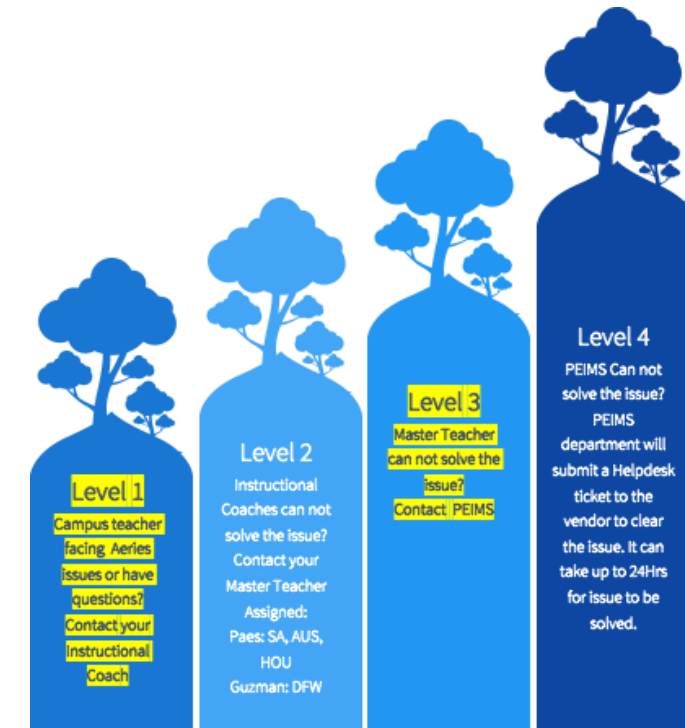 Level 1
Campus teacher
facing Aeries
issues or have
questions?
Contact your
Instructional
Coach
Level 2
Instructional
Coaches can not
solve the issue?
Contact your
Master Teacher
Assigned:
Paes: SA, AUS,
HOU
Guzman: DFW
Level 3
Master Teacher
can not solve the
issue?
Contact PEIMS
Level 4
PEIMS Can not
solve the issue?
PEIMS
department will
submit a Helpdesk
ticket to the
vendor to clear
the issue. It can
take up to 24Hrs
for issue to be
solved.